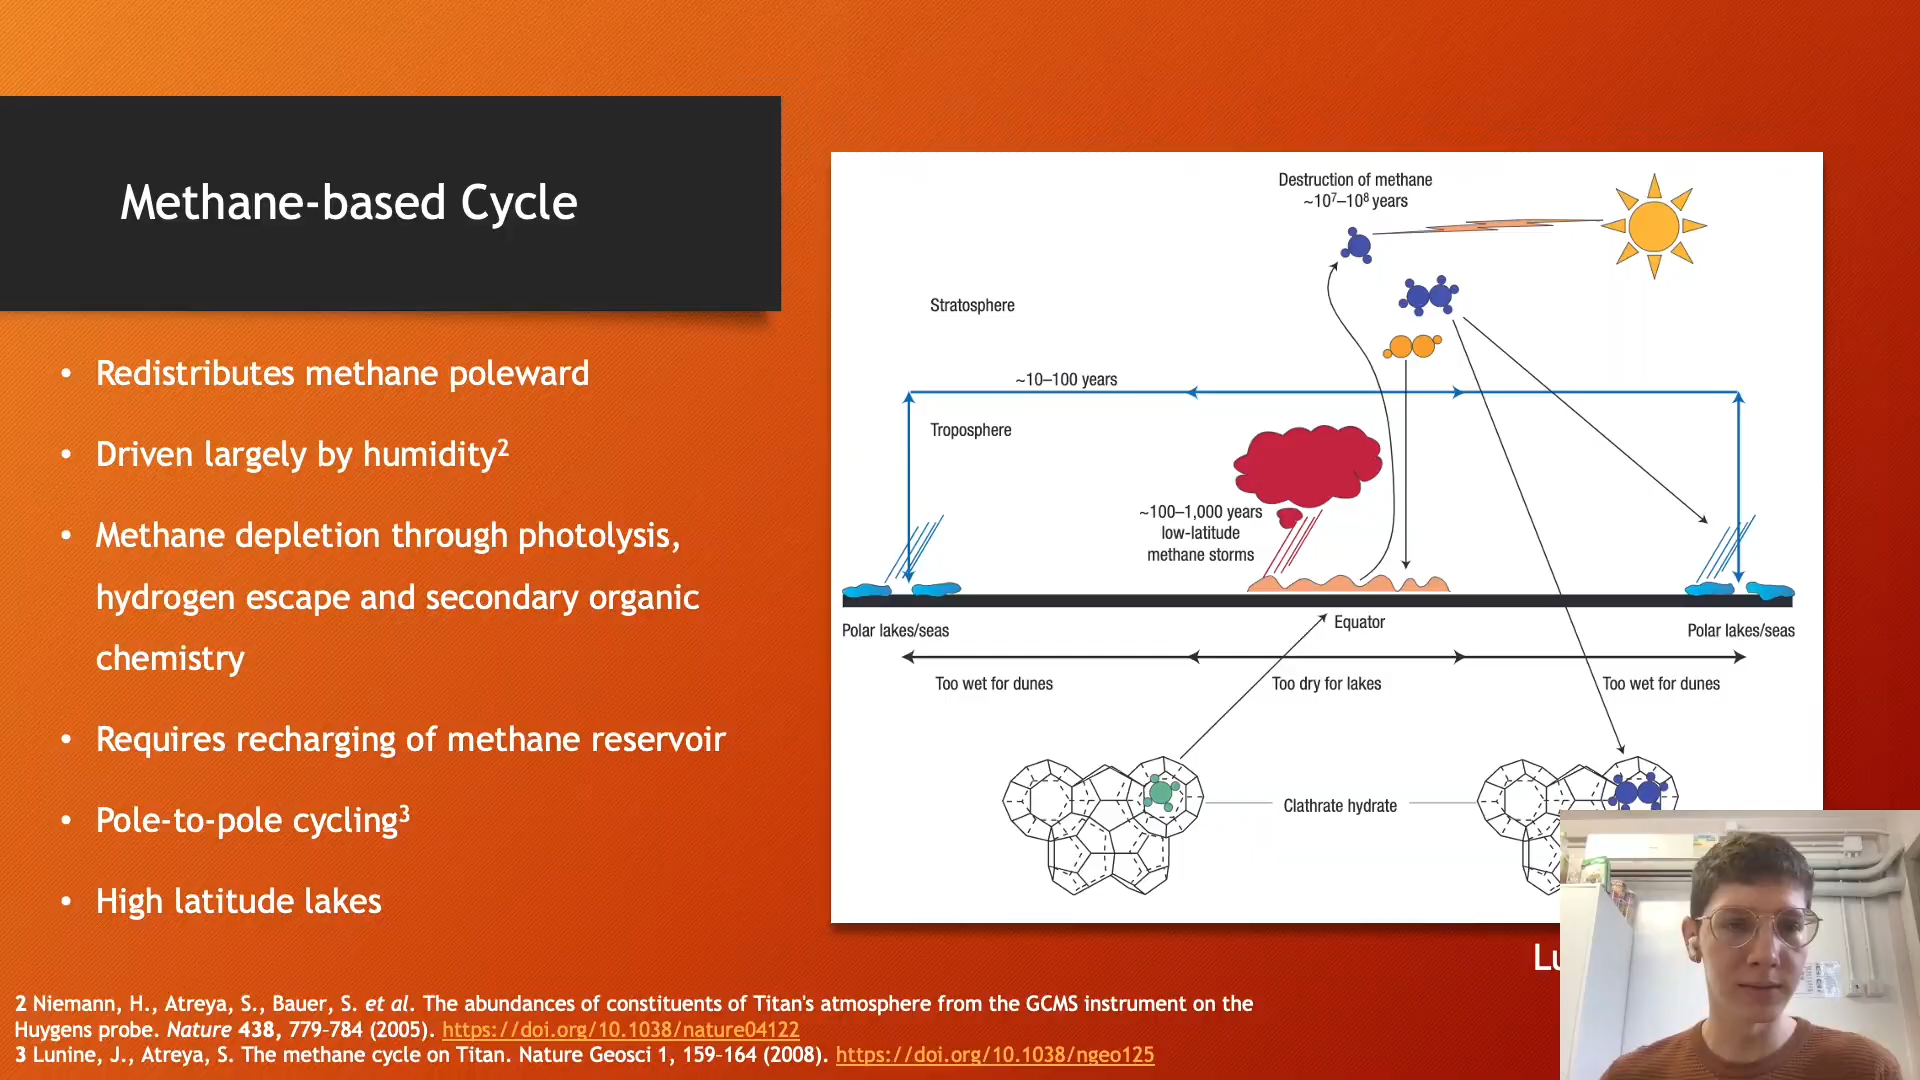 Methane-based Cycle
• Redistributes methane poleward
• Driven largely by humidity²
• Methane depletion through photolysis,
hydrogen escape and secondary organic
chemistry
• Requires recharging of methane reservoir
• Pole-to-pole cycling³
• High latitude lakes
Destruction of methane
~10⁷–10⁸ years
Stratosphere
~10–100 years
Troposphere
~100–1,000 years
low-latitude
methane storms
Polar lakes/seas
Equator
Polar lakes/seas
Too wet for dunes
Too dry for lakes
Too wet for dunes
Clathrate hydrate
2 Niemann, H., Atreya, S., Bauer, S. et al. The abundances of constituents of Titan's atmosphere from the GCMS instrument on the
Huygens probe. Nature 438, 779–784 (2005). https://doi.org/10.1038/nature04122
3 Lunine, J., Atreya, S. The methane cycle on Titan. Nature Geosci 1, 159–164 (2008). https://doi.org/10.1038/ngeo125